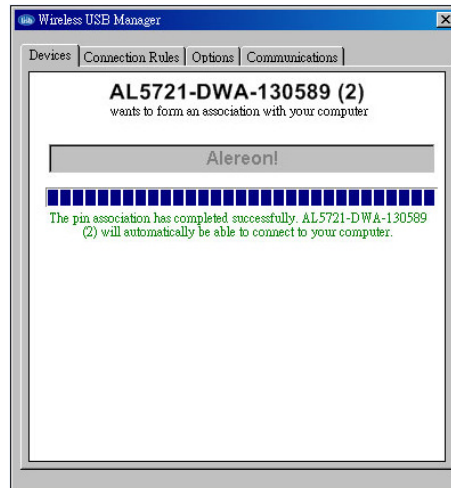 Wireless USB Manager
Devices Connection Rules Options Communications
AL5721-DWA-130589 (2)
wants to form an association with your computer
Alereon!
The pin association has completed successfully. AL5721-DWA-130589
(2) will automatically be able to connect to your computer.